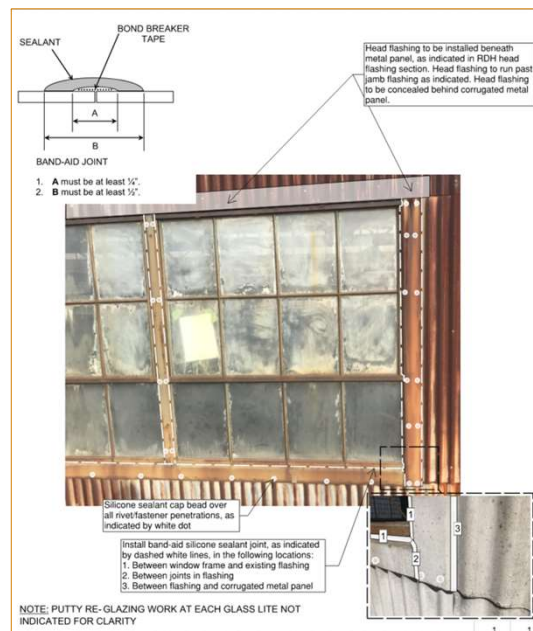 BOND BREAKER
TAPE
SEALANT
A
B
BAND-AID JOINT
1. A must be at least ¼".
2. B must be at least ½".
Head flashing to be installed beneath
metal panel, as indicated in RDH head
flashing section. Head flashing to run past
jamb flashing as indicated. Head flashing
to be concealed behind corrugated metal
panel.
Silicone sealant cap bead over
all rivet/fastener penetrations, as
indicated by white dot
Install band-aid silicone sealant joint, as indicated
by dashed white lines, in the following locations:
1. Between window frame and existing flashing
2. Between joints in flashing
3. Between flashing and corrugated metal panel
1
1
2
3
NOTE: PUTTY RE-GLAZING WORK AT EACH GLASS LITE NOT
INDICATED FOR CLARITY
1 1